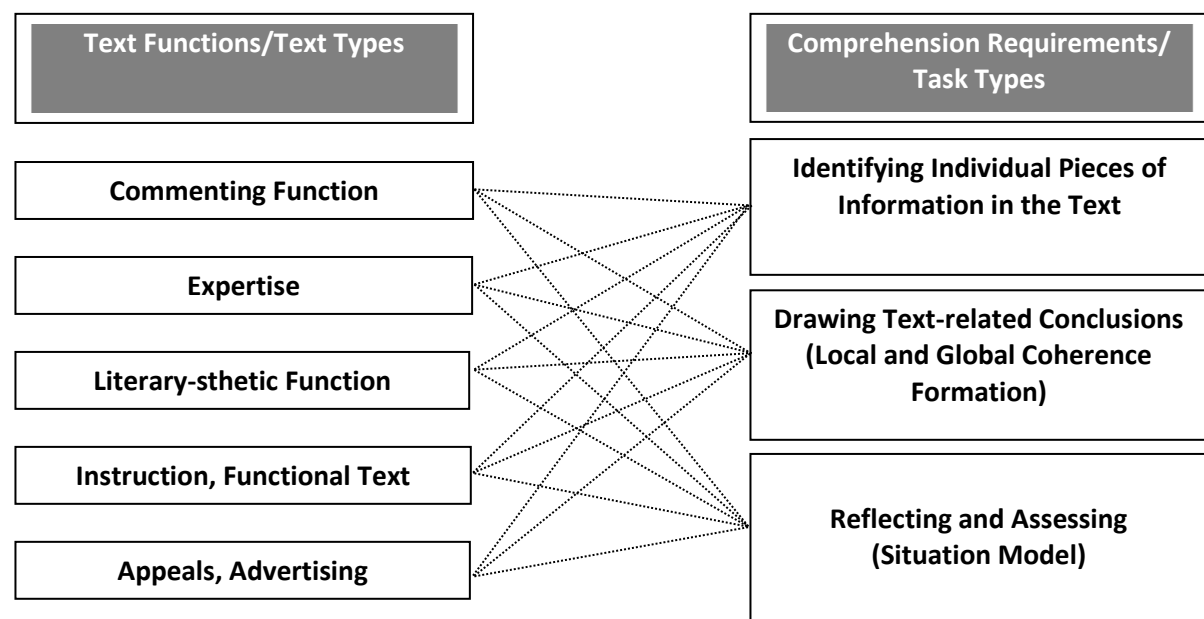 Text Functions/Text Types
Comprehension Requirements/
Task Types
Commenting Function
Expertise
Literary-sthetic Function
Instruction, Functional Text
Appeals, Advertising
Identifying Individual Pieces of
Information in the Text
Drawing Text-related Conclusions
(Local and Global Coherence
Formation)
Reflecting and Assessing
(Situation Model)